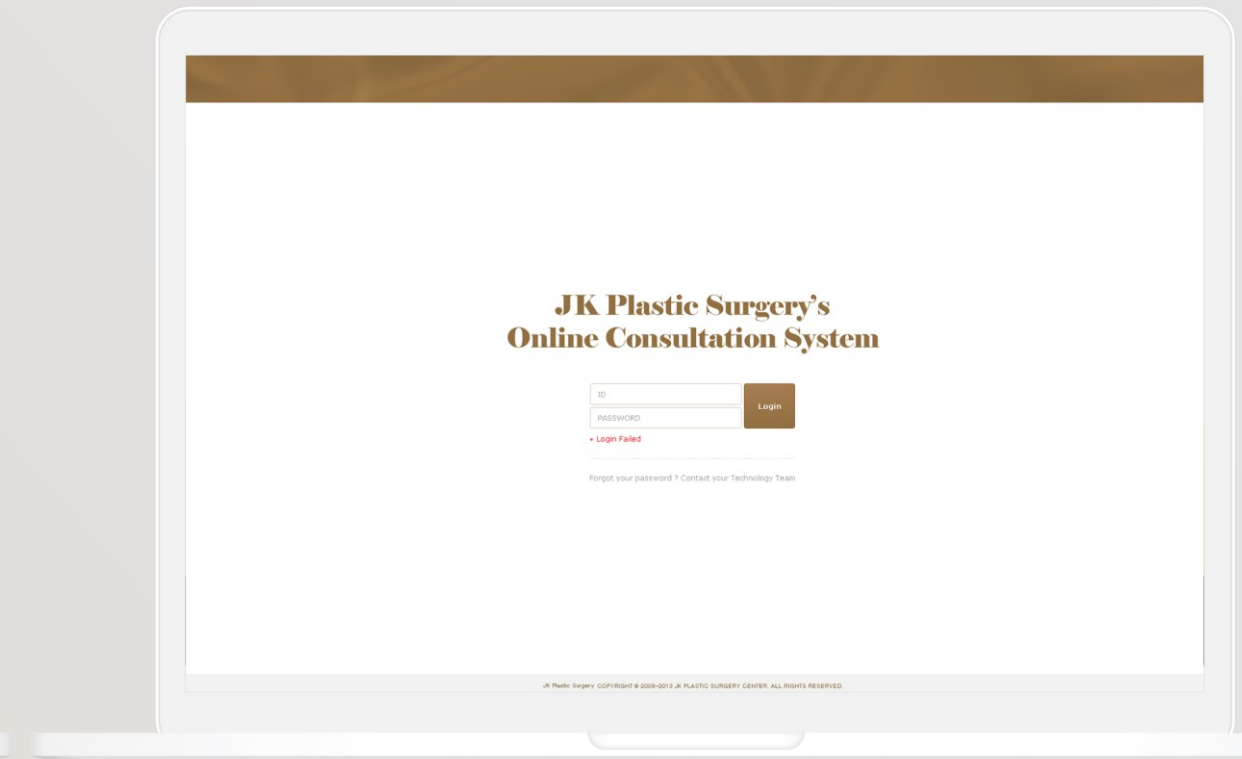 JK Plastic Surgery's
Online Consultation System
ID
PASSWORD
Login
• Login Failed
Forgot your password ? Contact your Technology Team
JK Plastic Surgery COPYRIGHT © 2009-2013 JK PLASTIC SURGERY CENTER. ALL RIGHTS RESERVED.